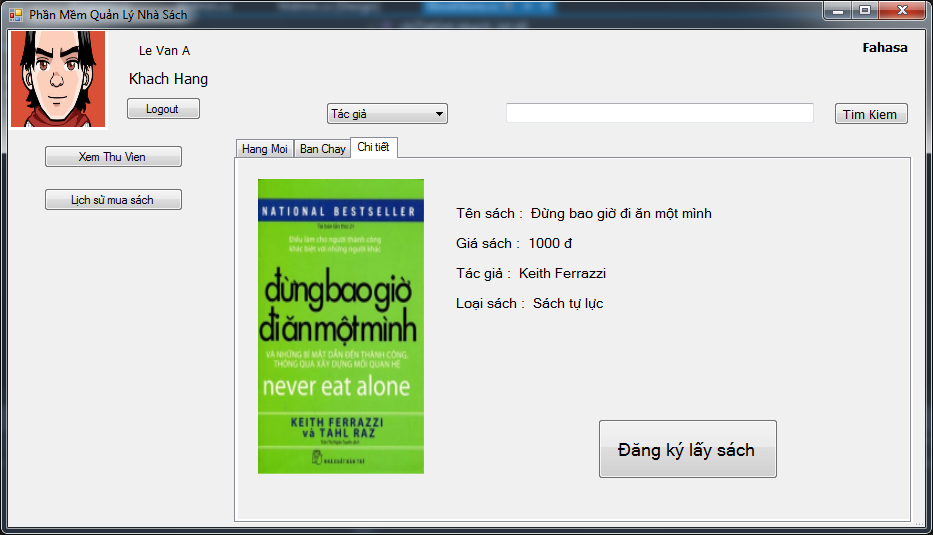 Phần Mềm Quản Lý Nhà Sách
Le Van A
Fahasa
Khach Hang
Logout
Tác giả
Tim Kiem
Xem Thu Vien
Lịch sử mua sách
Hang Moi
Ban Chay
Chi tiết
NATIONAL BESTSELLER
Điều làm cho người thành công
khác biệt với những người khác
đừng bao giờ
đi ăn một mình
VÀ NHỮNG BÍ MẬT DẪN ĐẾN THÀNH CÔNG,
THÔNG QUA XÂY DỰNG MỐI QUAN HỆ
never eat alone
KEITH FERRAZZI
và TAHL RAZ
NHÀ XUẤT BẢN TRẺ
Tên sách : Đừng bao giờ đi ăn một mình
Giá sách : 1000 đ
Tác giả : Keith Ferrazzi
Loại sách : Sách tự lực
Đăng ký lấy sách